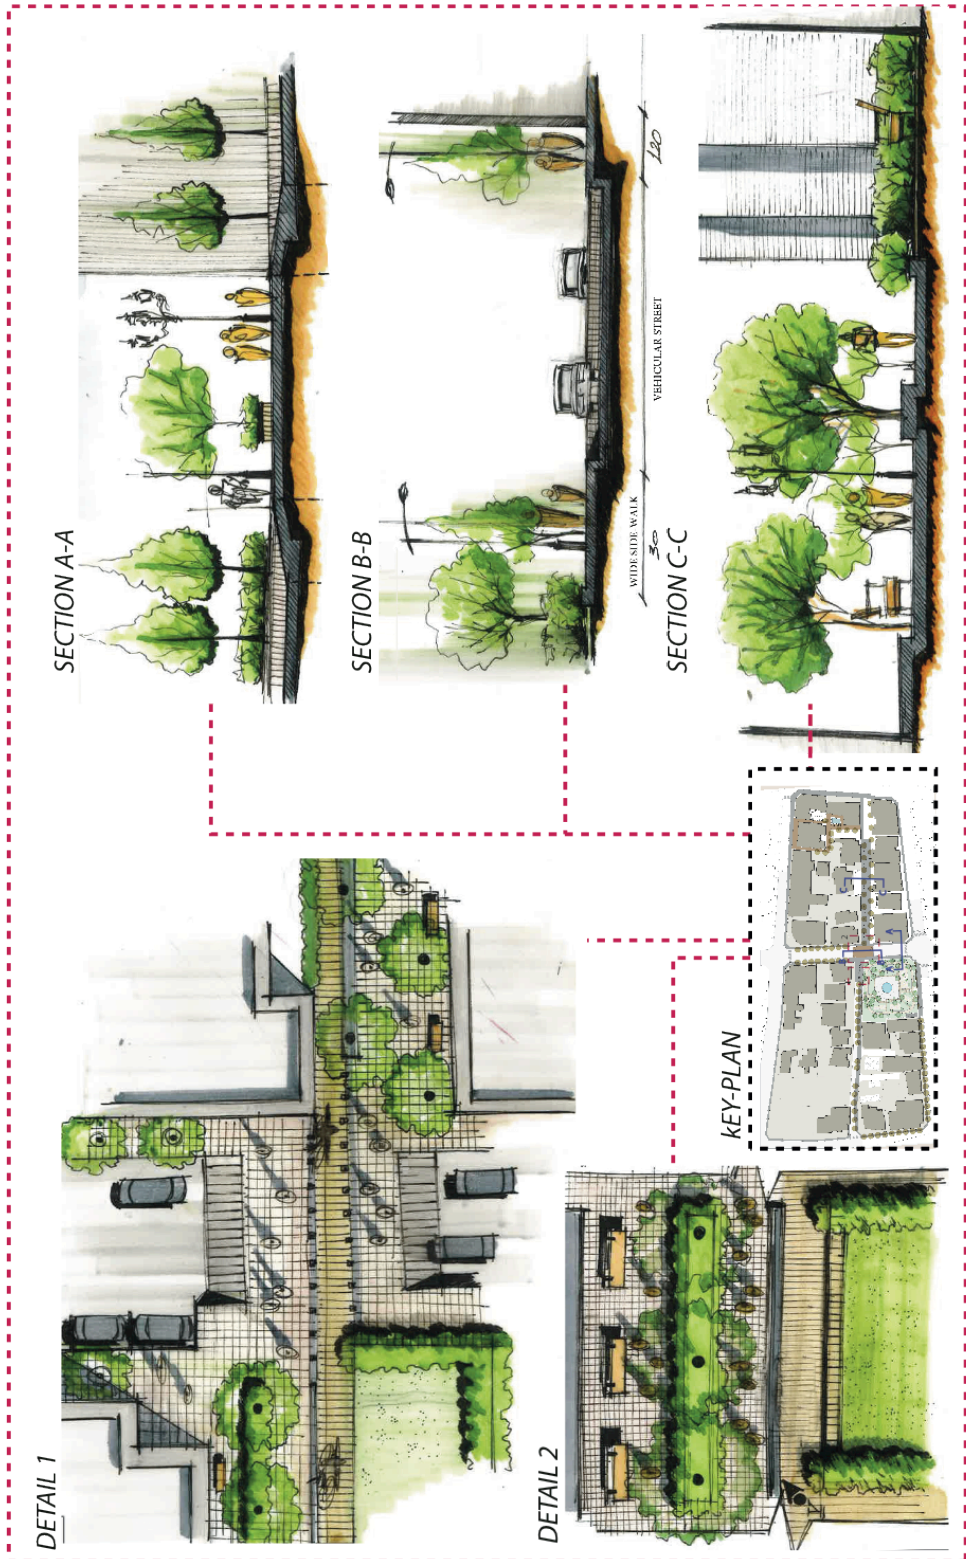 DETAIL 1
SECTION A-A
SECTION B-B
WIDE SIDE WALK
30
VEHICULAR STREET
120
DETAIL 2
kEY-PLAN
SECTION C-C